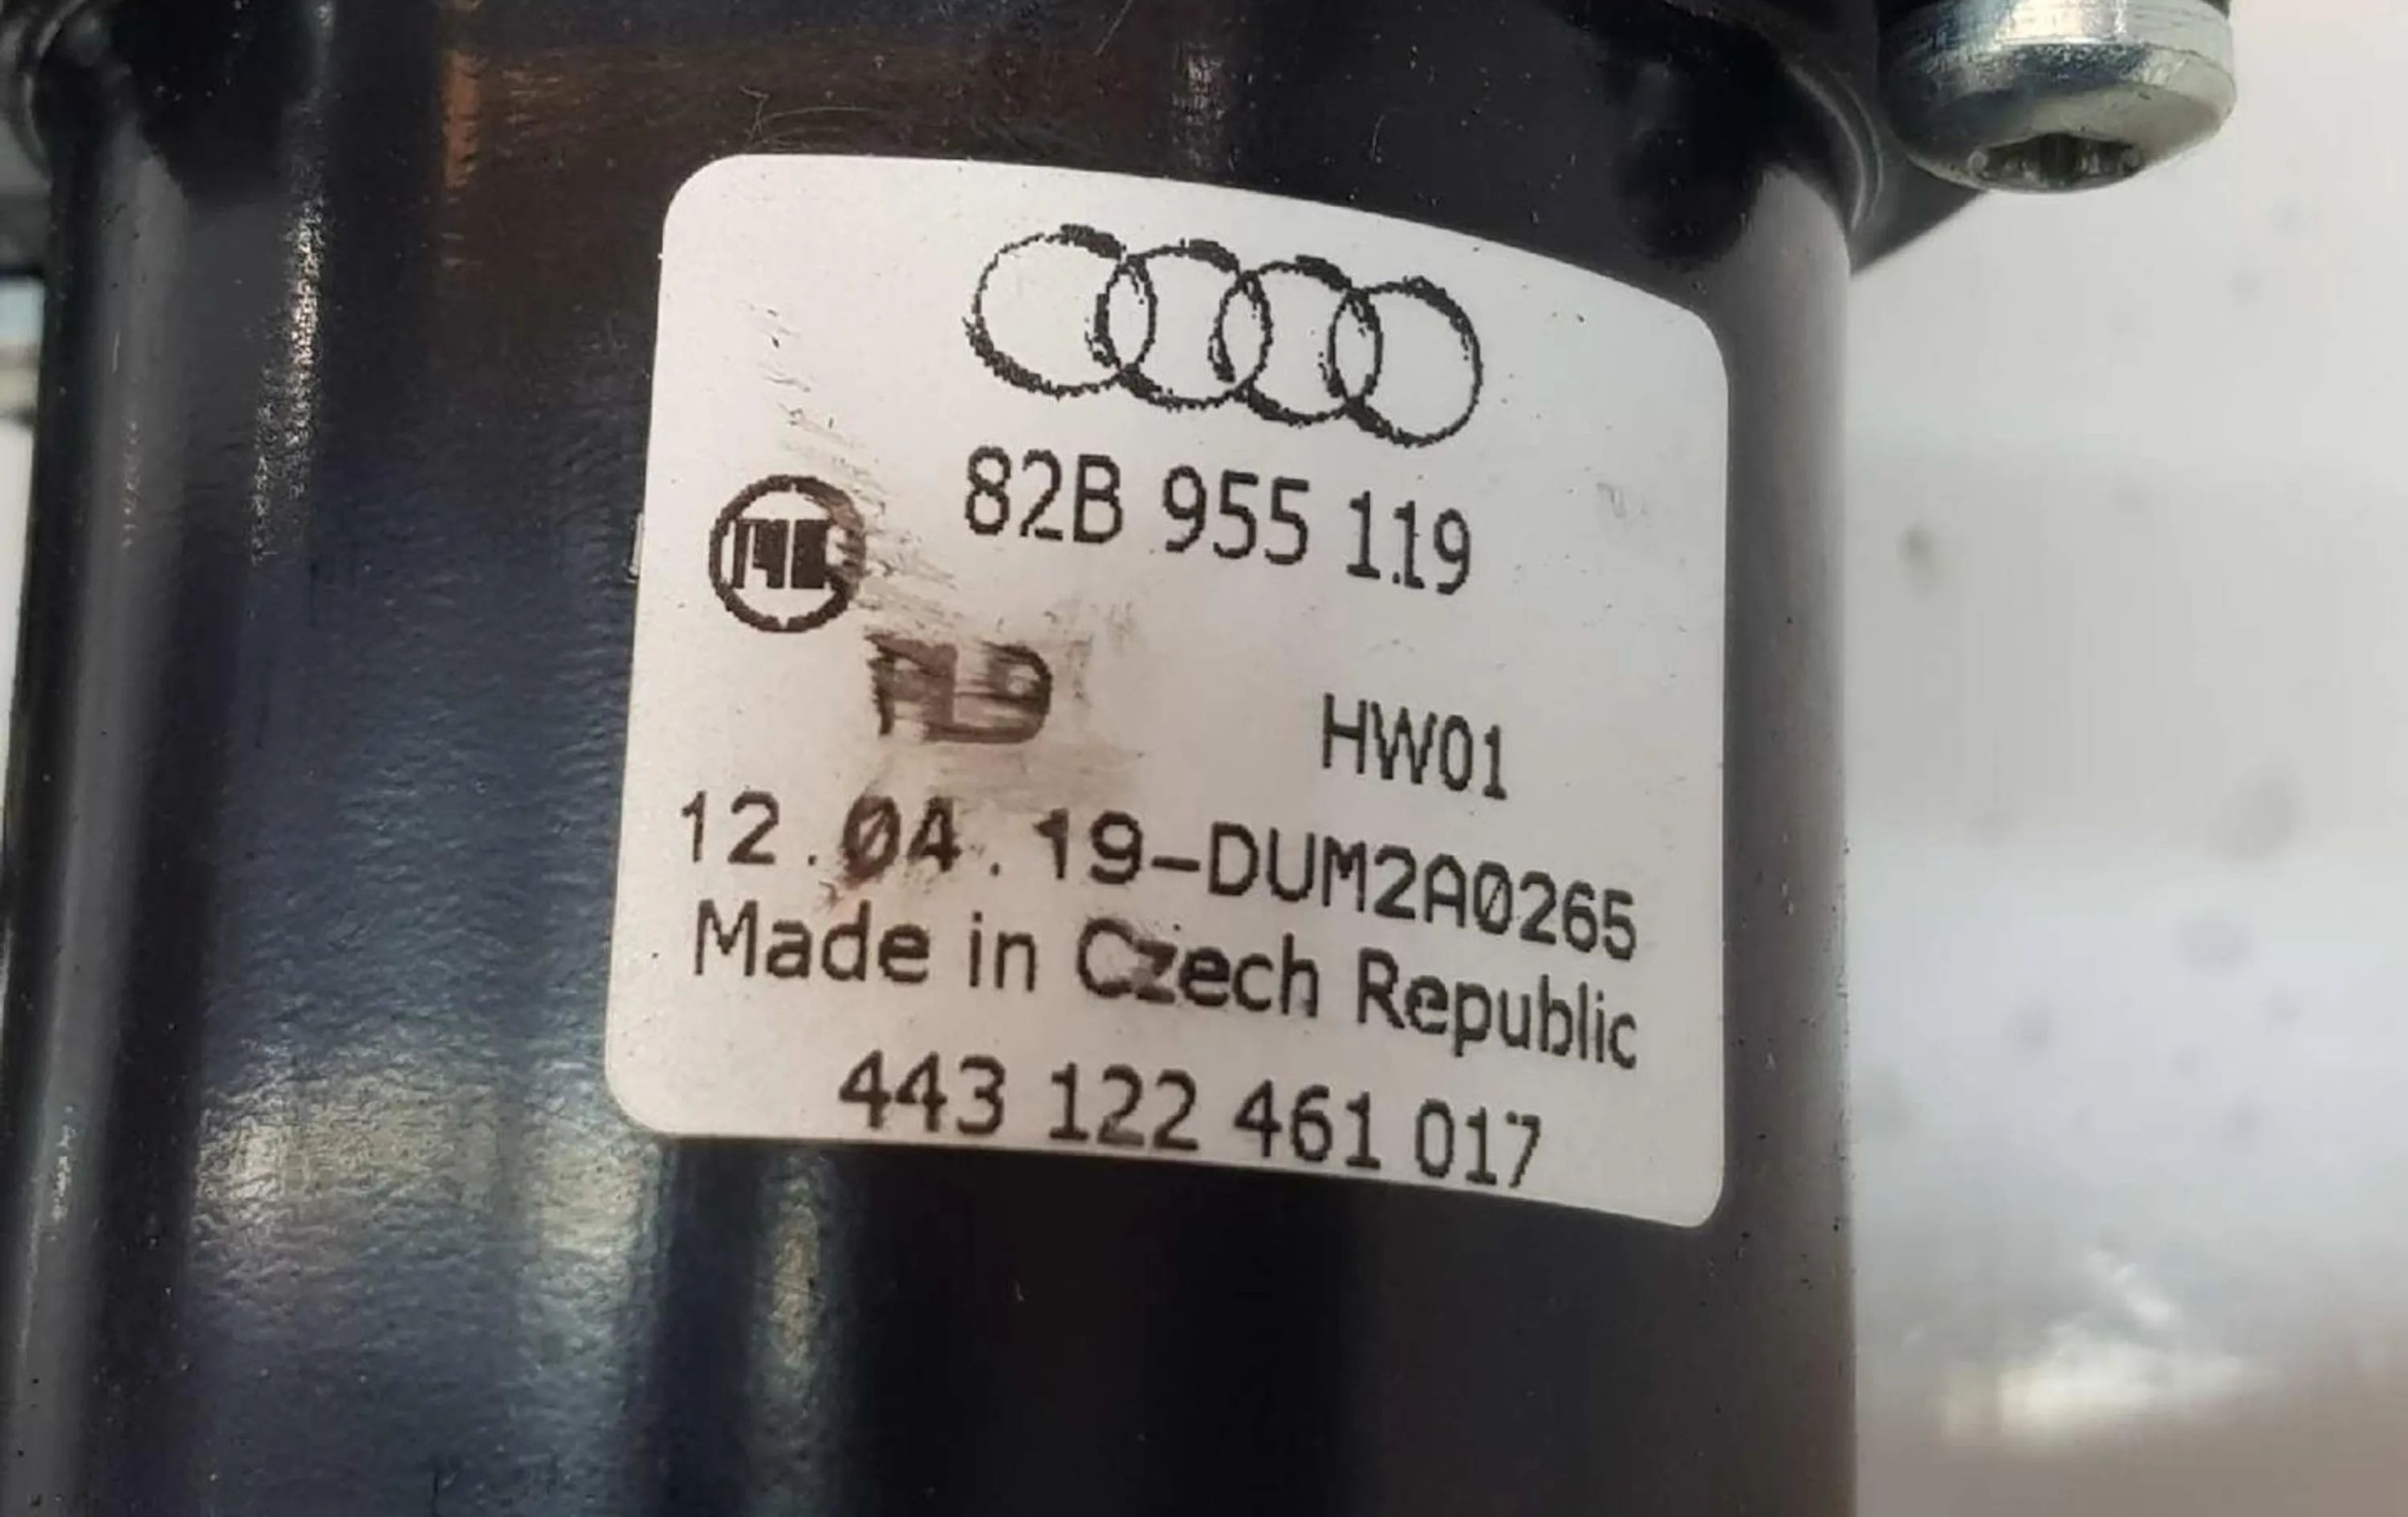 82B 955 119
HW01
12.04.19-DUM2A0265
Made in Czech Republic
443 122 461 017